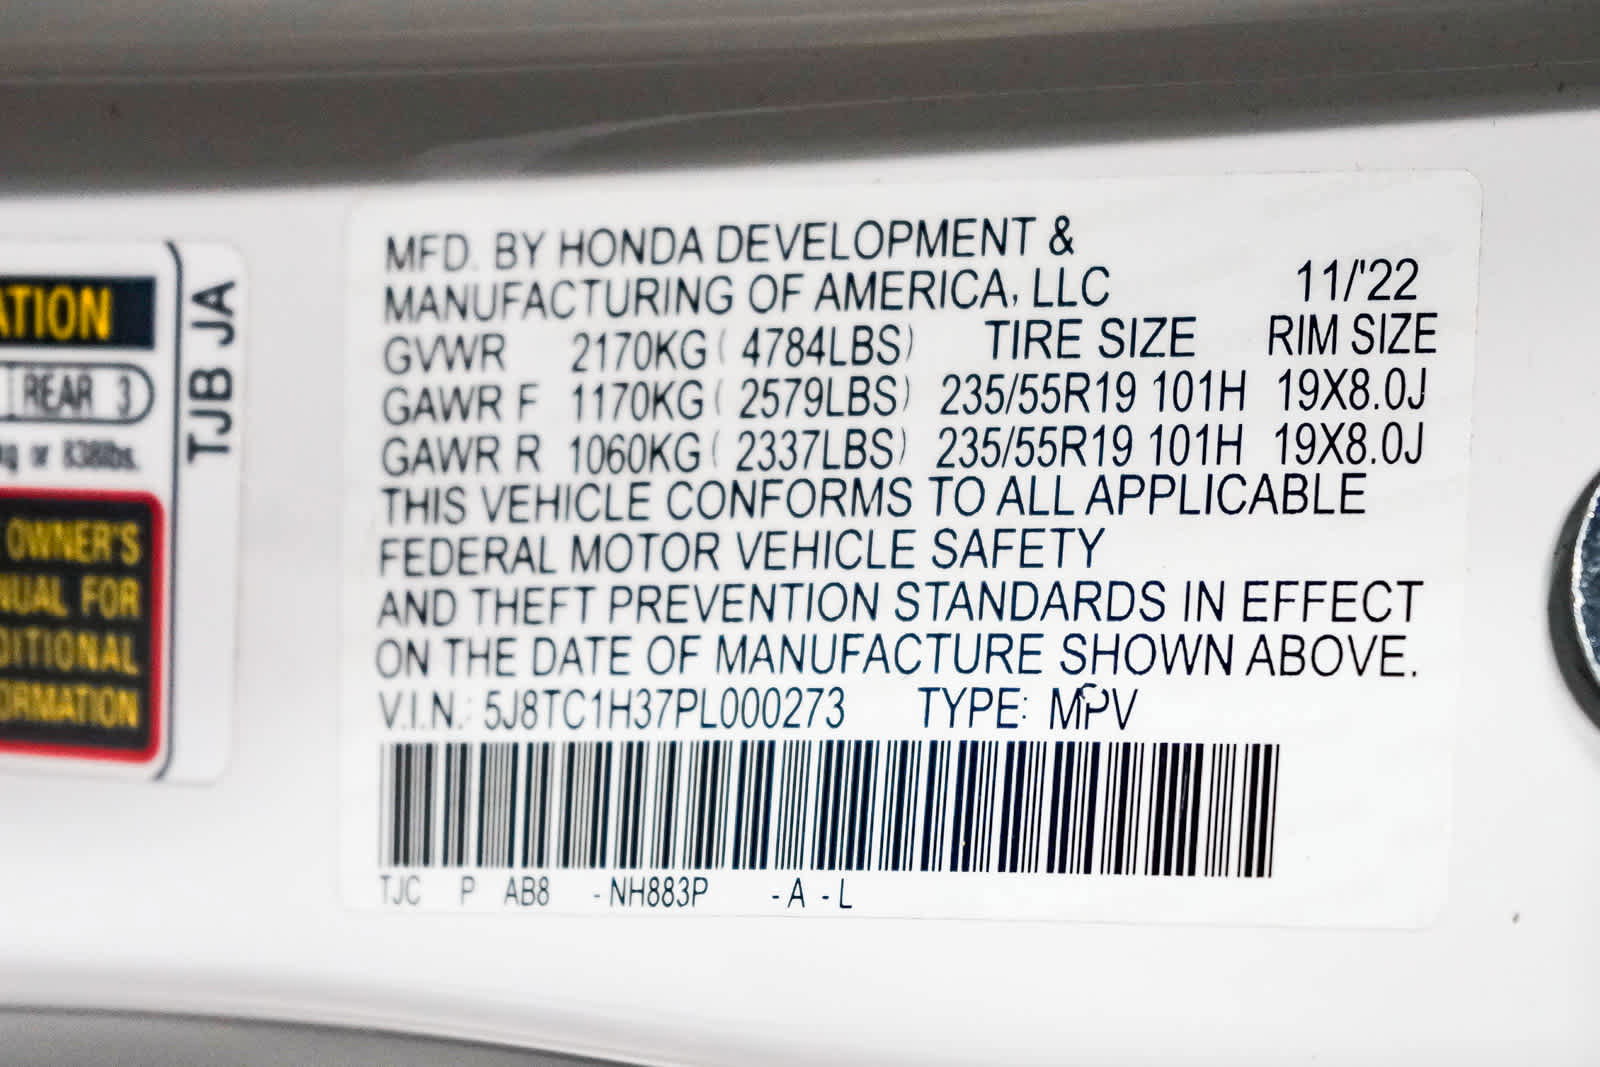 ATION
REAR 3
kg or 838lbs.
OWNER'S
FOR
TJB JA
MFD. BY HONDA DEVELOPMENT &
MANUFACTURING OF AMERICA, LLC 11/'22
GVWR 2170KG ( 4784LBS) TIRE SIZE RIM SIZE
GAWR F 1170KG ( 2579LBS) 235/55R19 101H 19X8.0J
GAWR R 1060KG ( 2337LBS) 235/55R19 101H 19X8.0J
THIS VEHICLE CONFORMS TO ALL APPLICABLE
FEDERAL MOTOR VEHICLE SAFETY
AND THEFT PREVENTION STANDARDS IN EFFECT
ON THE DATE OF MANUFACTURE SHOWN ABOVE.
V.I.N.: 5J8TC1H37PL000273 TYPE: MPV
TJC P AB8 -NH883P -A -L